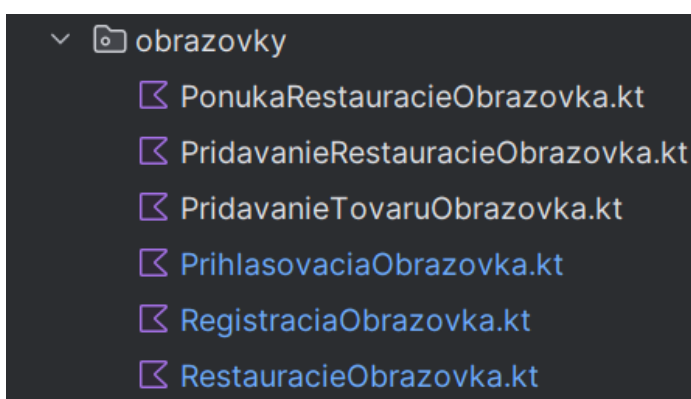 obrazovky
PonukaRestauracieObrazovka.kt
PridavanieRestauracieObrazovka.kt
PridavanieTovaruObrazovka.kt
PrihlasovaciaObrazovka.kt
RegistraciaObrazovka.kt
RestauracieObrazovka.kt